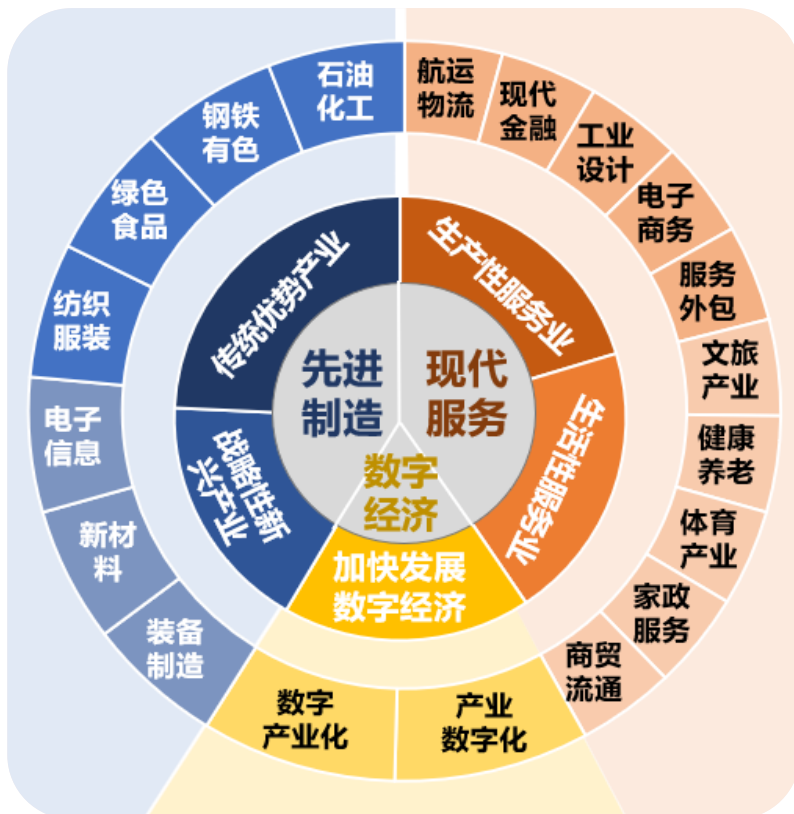 先进
制造
现代
服务
数字
经济
传统优势产业
战略性新
兴产业
生产性服务业
生活性服务业
加快发展
数字经济
石油
化工
钢铁
有色
绿色
食品
纺织
服装
电子
信息
新材
料
装备
制造
航运
物流
现代
金融
工业
设计
电子
商务
服务
外包
文旅
产业
健康
养老
体育
产业
家政
服务
商贸
流通
数字
产业化
产业
数字化